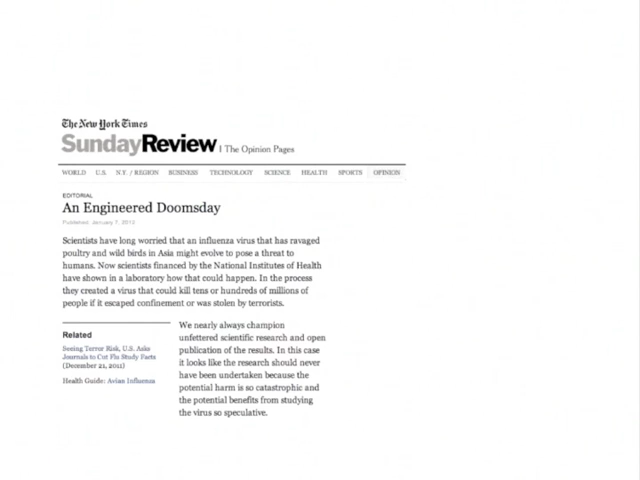 The New York Times
SundayReview | The Opinion Pages
WORLD U.S. N.Y. / REGION BUSINESS TECHNOLOGY SCIENCE HEALTH SPORTS OPINION
EDITORIAL
An Engineered Doomsday
Published: January 7, 2012
Scientists have long worried that an influenza virus that has ravaged
poultry and wild birds in Asia might evolve to pose a threat to
humans. Now scientists financed by the National Institutes of Health
have shown in a laboratory how that could happen. In the process
they created a virus that could kill tens or hundreds of millions of
people if it escaped confinement or was stolen by terrorists.
Related
Seeing Terror Risk, U.S. Asks
Journals to Cut Flu Study Facts
(December 21, 2011)
Health Guide: Avian Influenza
We nearly always champion
unfettered scientific research and open
publication of the results. In this case
it looks like the research should never
have been undertaken because the
potential harm is so catastrophic and
the potential benefits from studying
the virus so speculative.